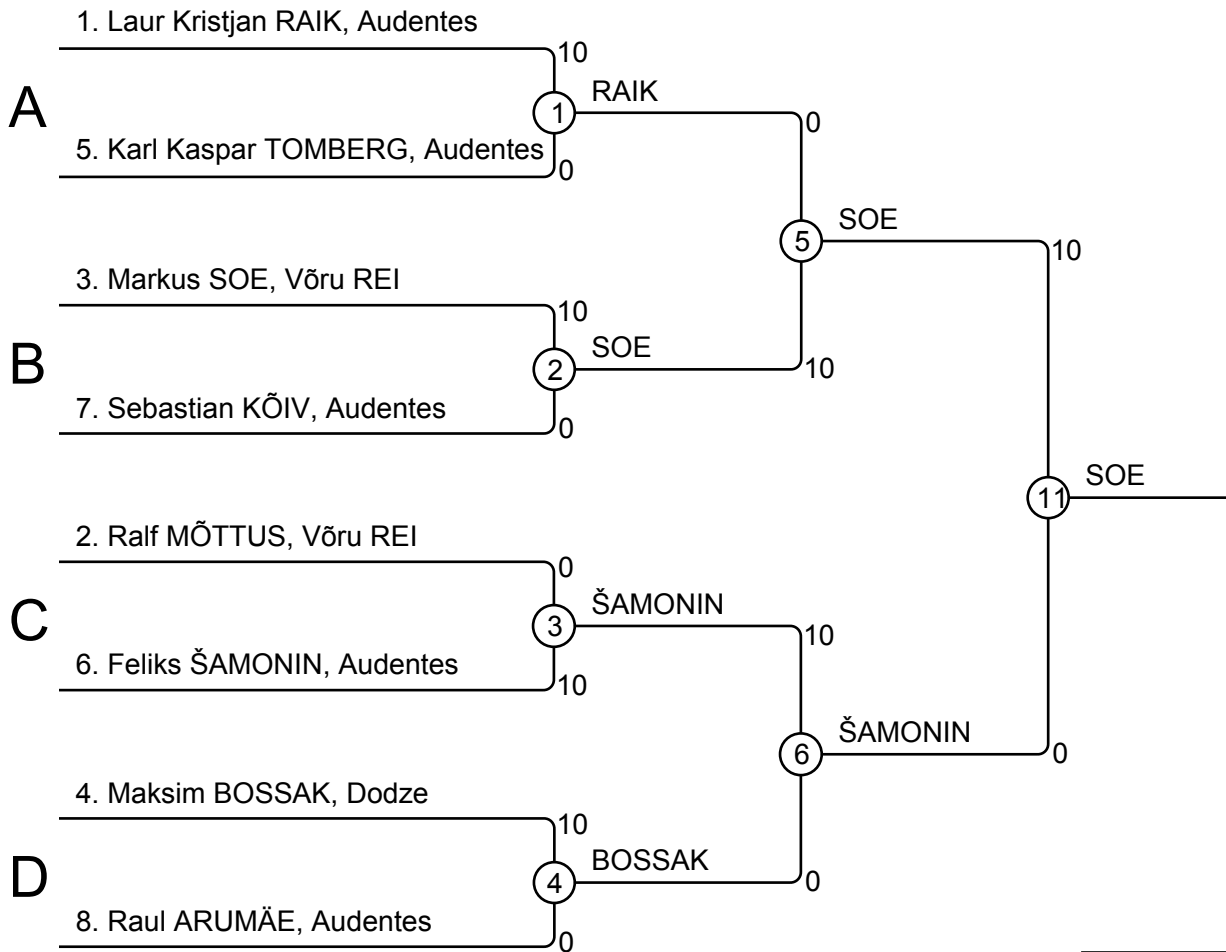 1. Laur Kristjan RAIK, Audentes
10
A
1
RAIK
0
5. Karl Kaspar TOMBERG, Audentes
0
5
SOE
10
3. Markus SOE, Võru REI
10
B
2
SOE
10
7. Sebastian KÕIV, Audentes
0
11
SOE
2. Ralf MÕTTUS, Võru REI
0
C
3
ŠAMONIN
10
6. Feliks ŠAMONIN, Audentes
10
6
ŠAMONIN
0
4. Maksim BOSSAK, Dodze
10
D
4
BOSSAK
0
8. Raul ARUMÄE, Audentes
0